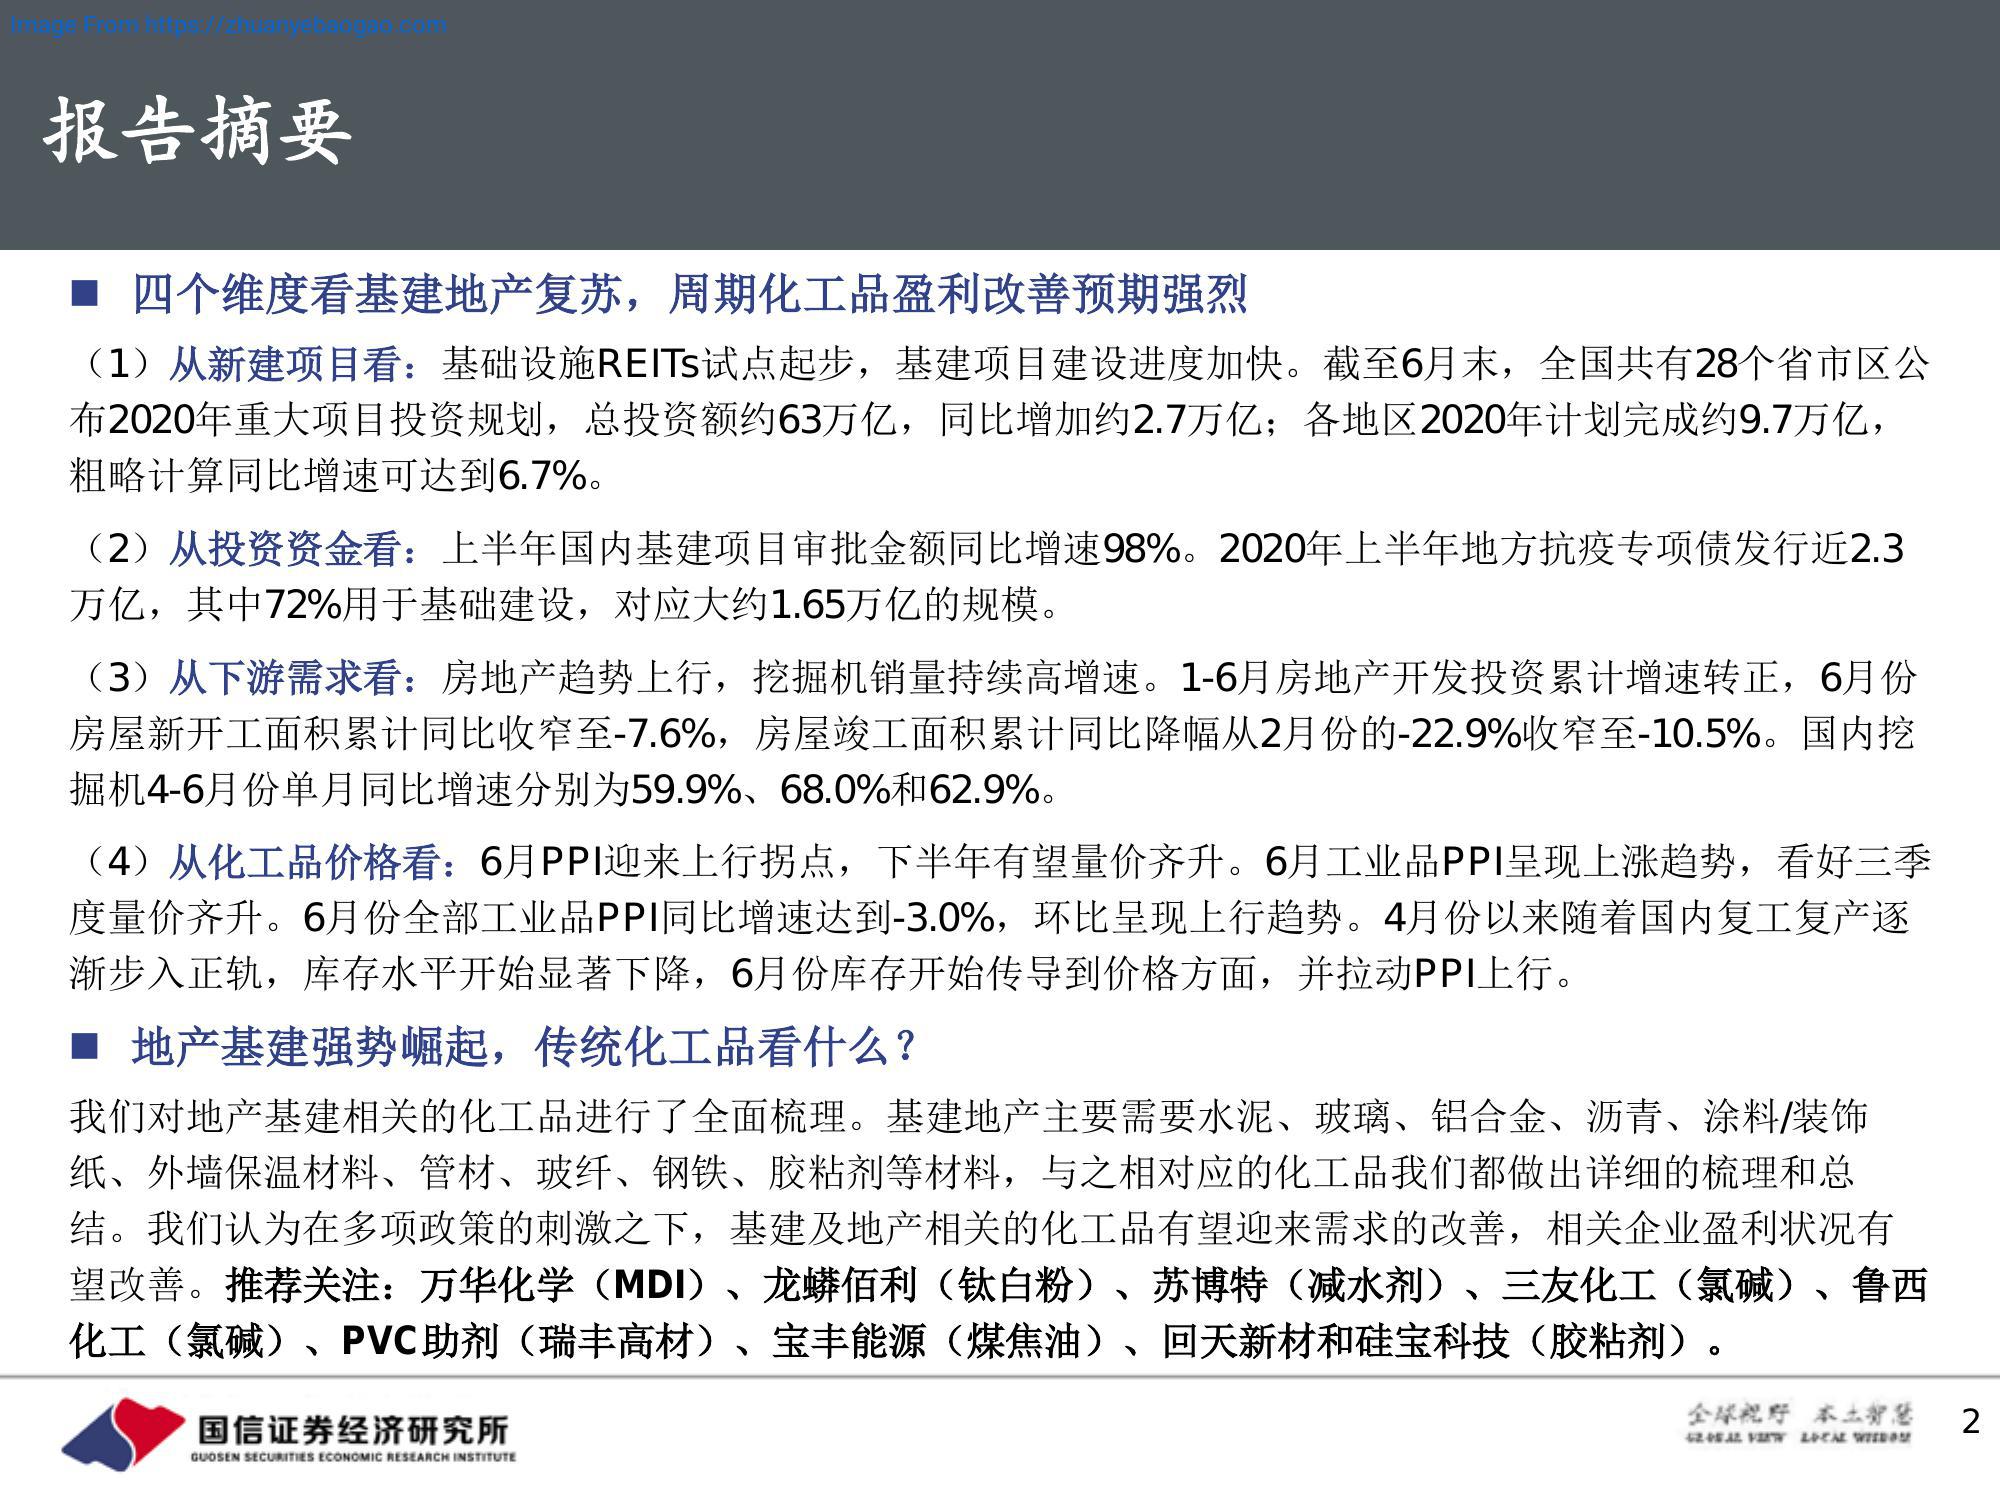 Image From https://zhuanyebaogao.com
报告摘要
■ 四个维度看基建地产复苏，周期化工品盈利改善预期强烈
（1）从新建项目看：基础设施REITs试点起步，基建项目建设进度加快。截至6月末，全国共有28个省市区公
布2020年重大项目投资规划，总投资额约63万亿，同比增加约2.7万亿；各地区2020年计划完成约9.7万亿，
粗略计算同比增速可达到6.7%。
（2）从投资资金看：上半年国内基建项目审批金额同比增速98%。2020年上半年地方抗疫专项债发行近2.3
万亿，其中72%用于基础建设，对应大约1.65万亿的规模。
（3）从下游需求看：房地产趋势上行，挖掘机销量持续高增速。1-6月房地产开发投资累计增速转正，6月份
房屋新开工面积累计同比收窄至-7.6%，房屋竣工面积累计同比降幅从2月份的-22.9%收窄至-10.5%。国内挖
掘机4-6月份单月同比增速分别为59.9%、68.0%和62.9%。
（4）从化工品价格看：6月PPI迎来上行拐点，下半年有望量价齐升。6月工业品PPI呈现上涨趋势，看好三季
度量价齐升。6月份全部工业品PPI同比增速达到-3.0%，环比呈现上行趋势。4月份以来随着国内复工复产逐
渐步入正轨，库存水平开始显著下降，6月份库存开始传导到价格方面，并拉动PPI上行。
■ 地产基建强势崛起，传统化工品看什么？
我们对地产基建相关的化工品进行了全面梳理。基建地产主要需要水泥、玻璃、铝合金、沥青、涂料/装饰
纸、外墙保温材料、管材、玻纤、钢铁、胶粘剂等材料，与之相对应的化工品我们都做出详细的梳理和总
结。我们认为在多项政策的刺激之下，基建及地产相关的化工品有望迎来需求的改善，相关企业盈利状况有
望改善。推荐关注：万华化学（MDI）、龙蟒佰利（钛白粉）、苏博特（减水剂）、三友化工（氯碱）、鲁西
化工（氯碱）、PVC助剂（瑞丰高材）、宝丰能源（煤焦油）、回天新材和硅宝科技（胶粘剂）。
国信证券经济研究所
GUOSEN SECURITIES ECONOMIC RESEARCH INSTITUTE
全球视野 本土智慧
GLOBAL VIEW LOCAL WISDOM
2